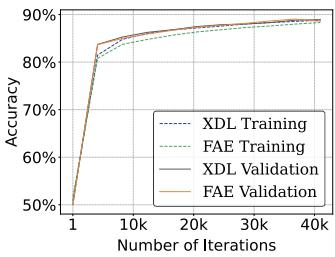 90%
80%
70%
60%
50%
Accuracy
XDL Training
FAE Training
XDL Validation
FAE Validation
1 10k 20k 30k 40k
Number of Iterations